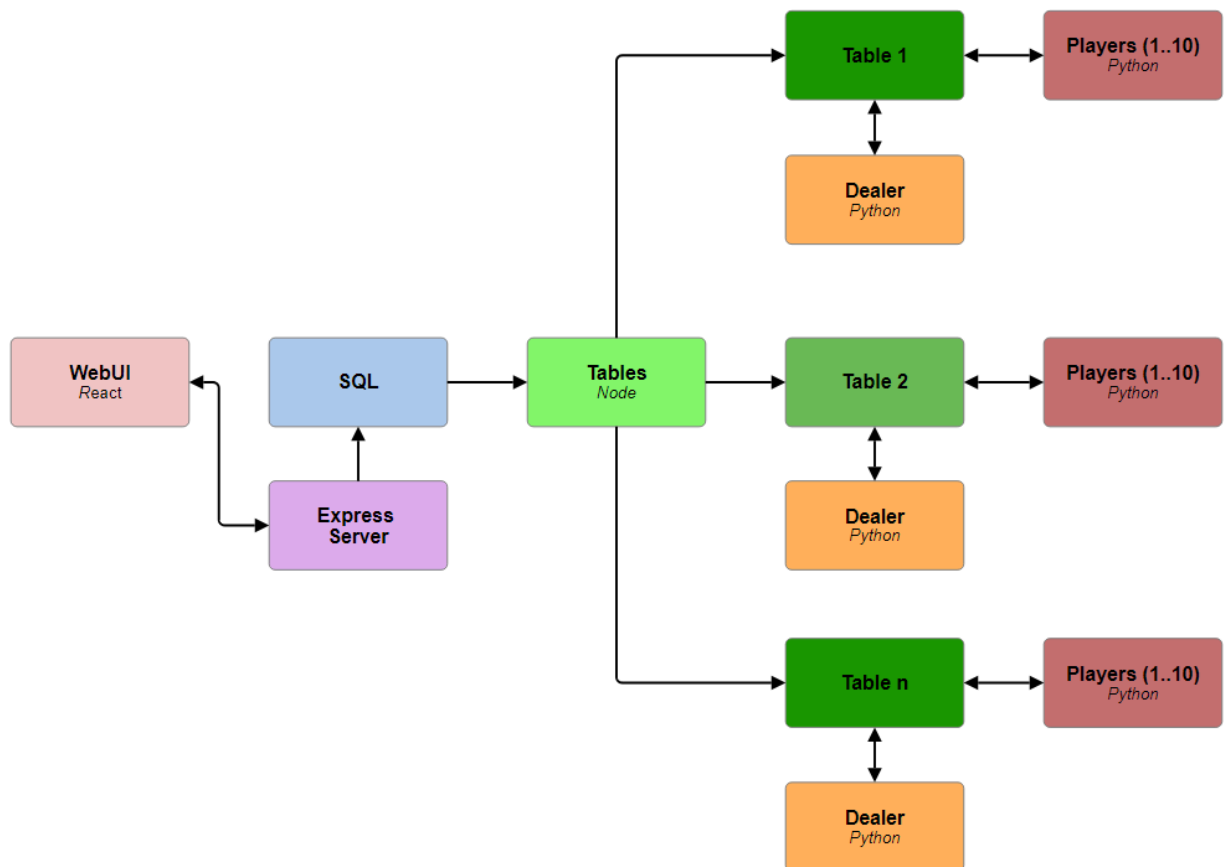 Table 1
Players (1..10)
Python
Dealer
Python
WebUI
React
SQL
Tables
Node
Table 2
Players (1..10)
Python
Express
Server
Dealer
Python
Table n
Players (1..10)
Python
Dealer
Python